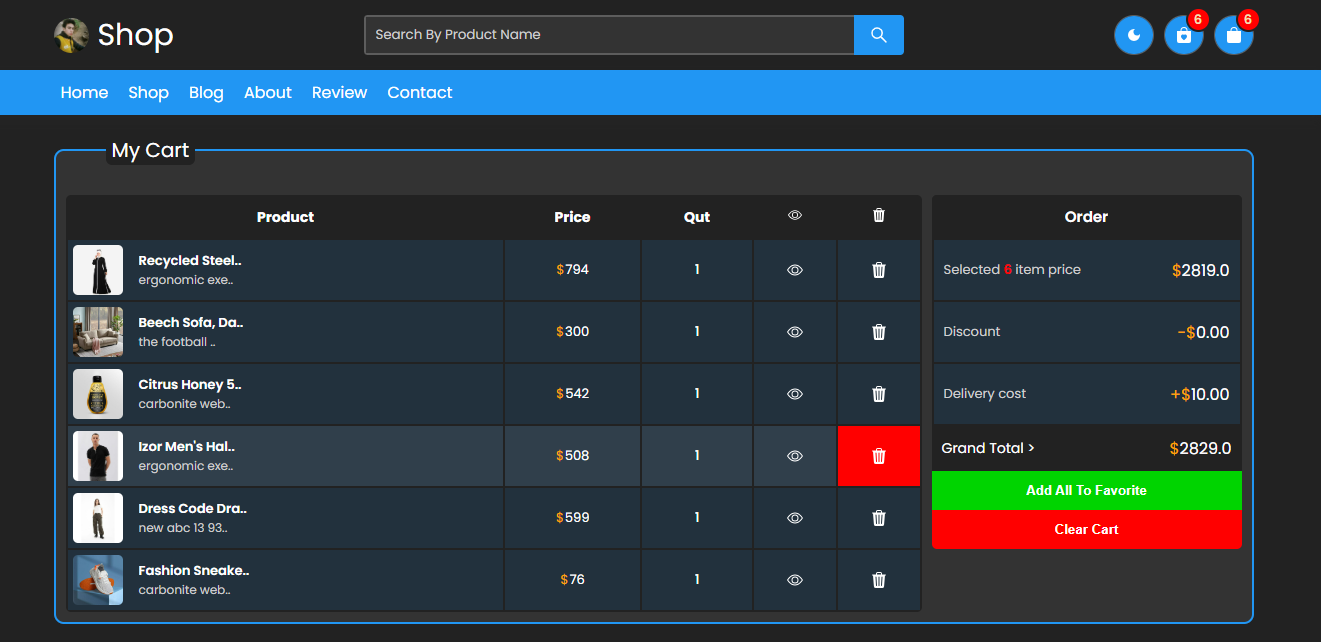 Shop
Search By Product Name
6
6
Home Shop Blog About Review Contact
My Cart
Product Price Qut
Recycled Steel..
ergonomic exe..
$794 1
Beech Sofa, Da..
the football ..
$300 1
Citrus Honey 5..
carbonite web..
$542 1
Izor Men's Hal..
ergonomic exe..
$508 1
Dress Code Dra..
new abc 13 93..
$599 1
Fashion Sneake..
carbonite web..
$76 1
Order
Selected 6 item price $2819.0
Discount -$0.00
Delivery cost +$10.00
Grand Total > $2829.0
Add All To Favorite
Clear Cart